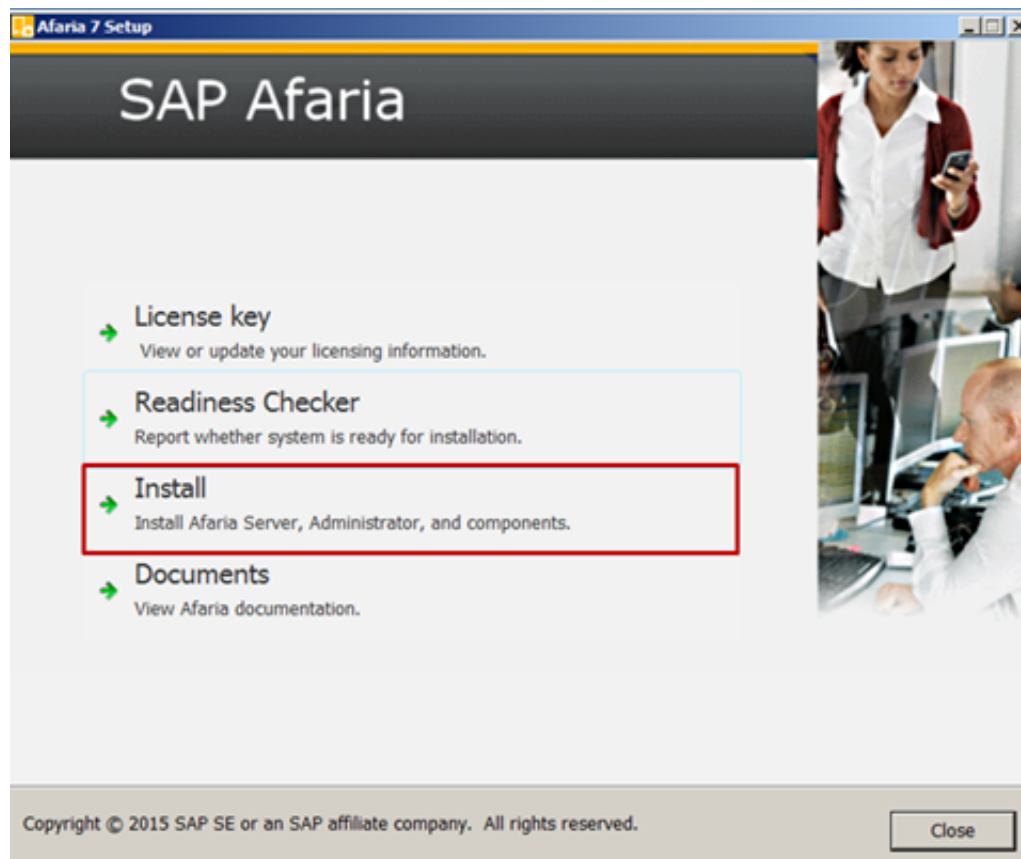 Afaria 7 Setup
SAP Afaria
License key
View or update your licensing information.
Readiness Checker
Report whether system is ready for installation.
Install
Install Afaria Server, Administrator, and components.
Documents
View Afaria documentation.
Copyright © 2015 SAP SE or an SAP affiliate company. All rights reserved.
Close